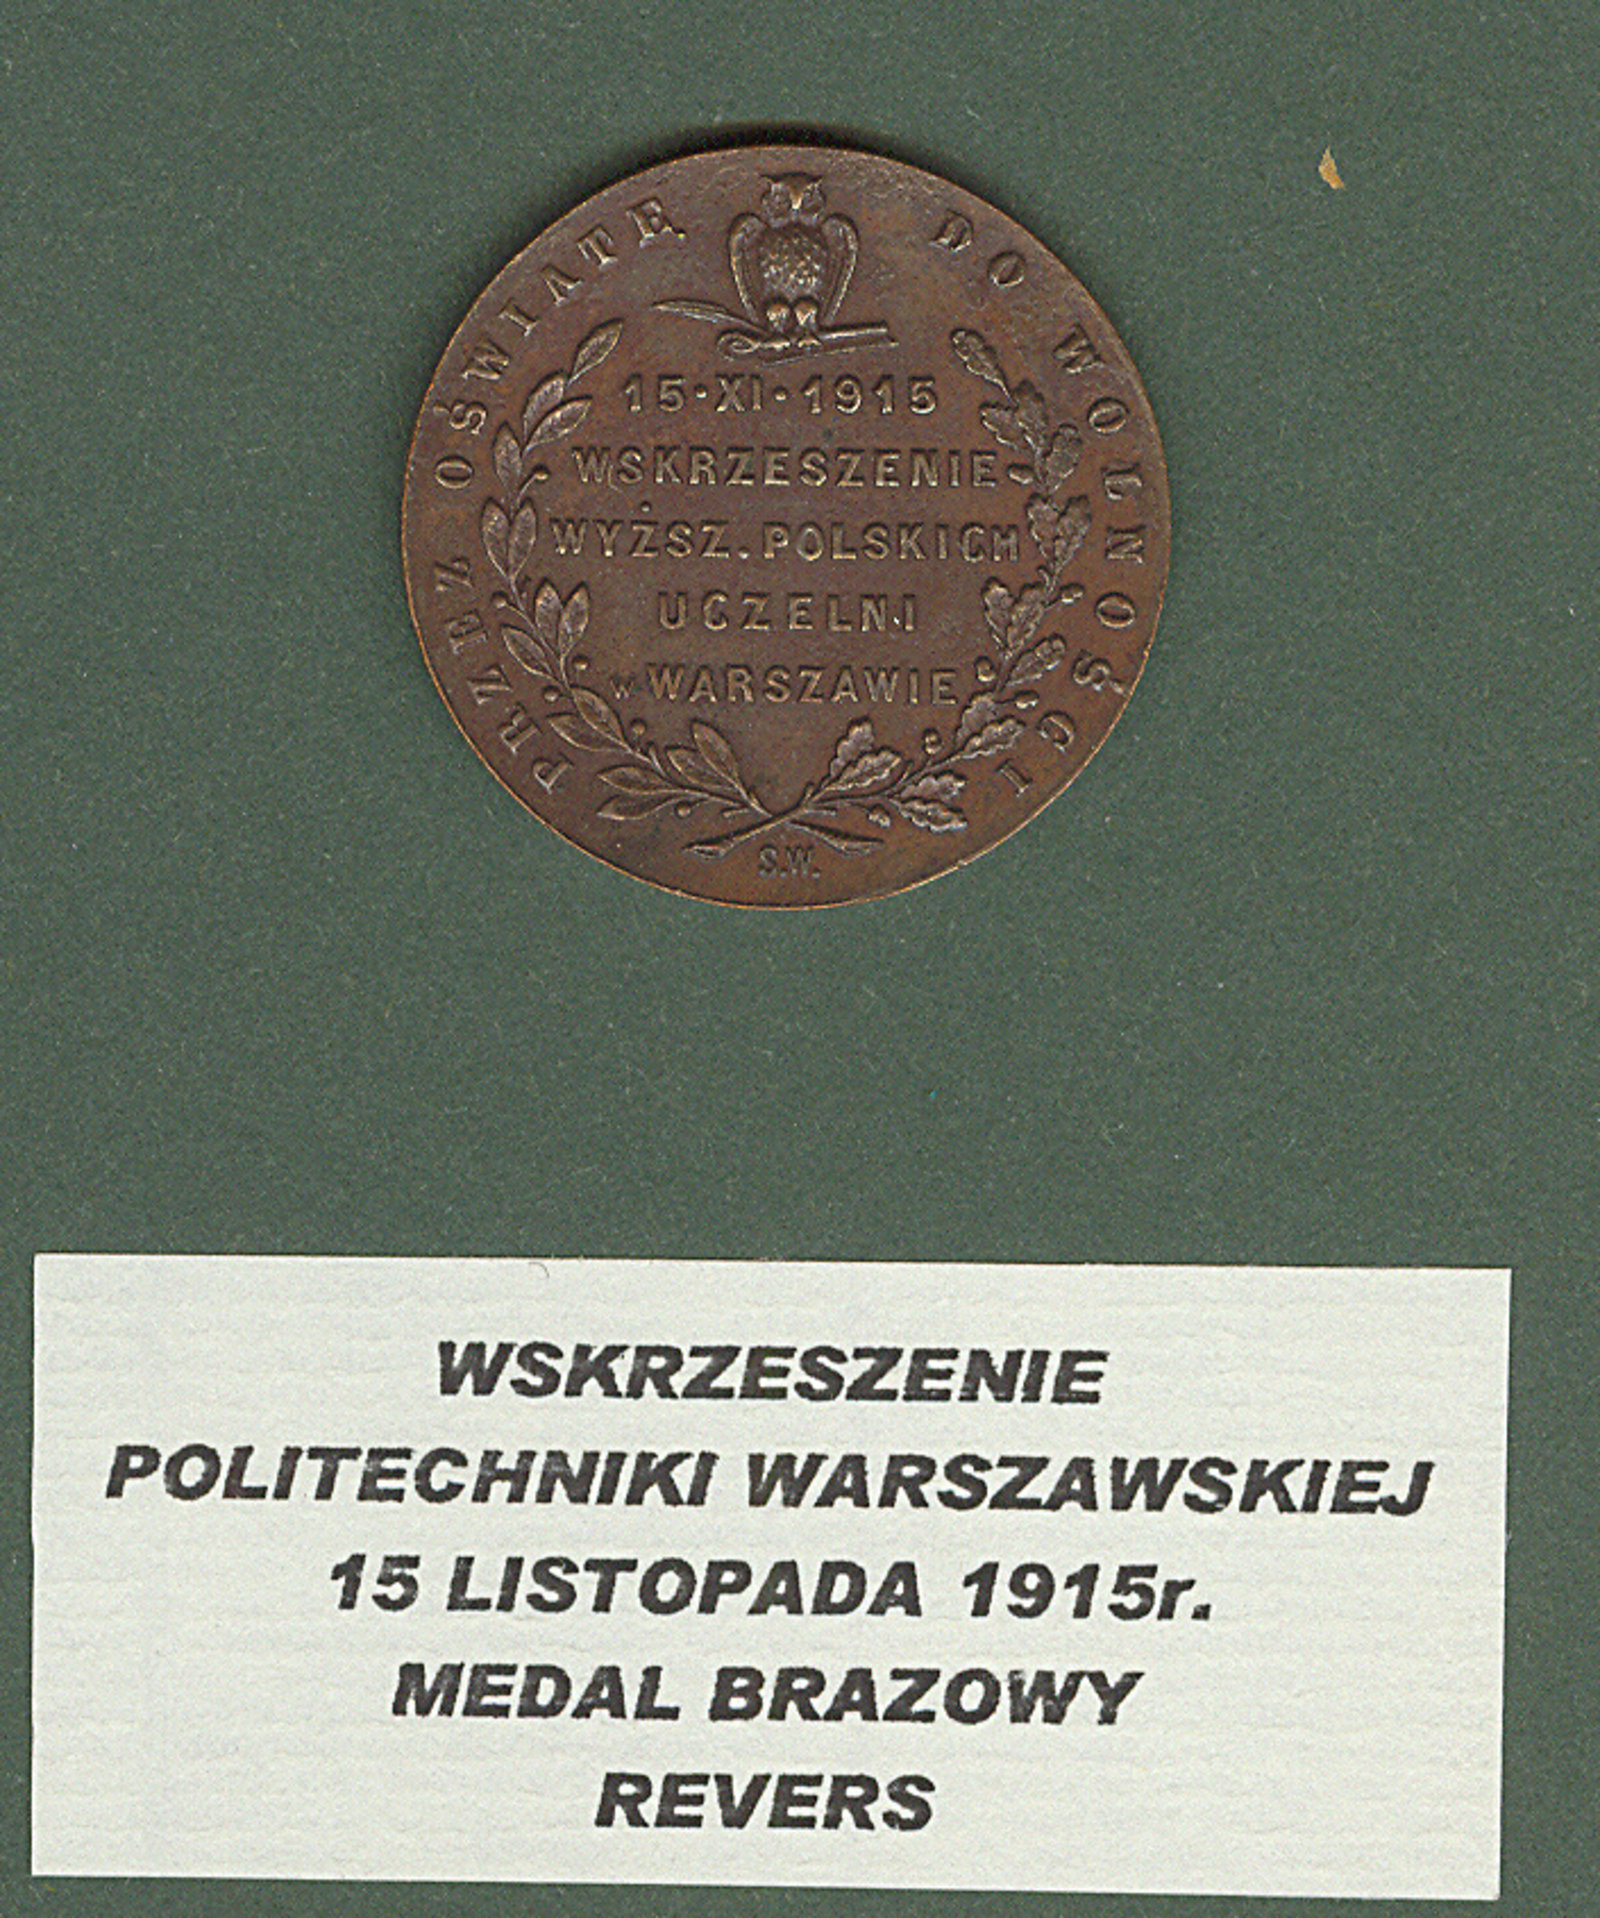 PRZEZ OŚWIATĘ DO WOLNOŚCI
15·XI·1915
WSKRZESZENIE
WYŻSZ. POLSKICH
UCZELNI
w WARSZAWIE
S.W.
WSKRZESZENIE
POLITECHNIKI WARSZAWSKIEJ
15 LISTOPADA 1915r.
MEDAL BRAZOWY
REVERS